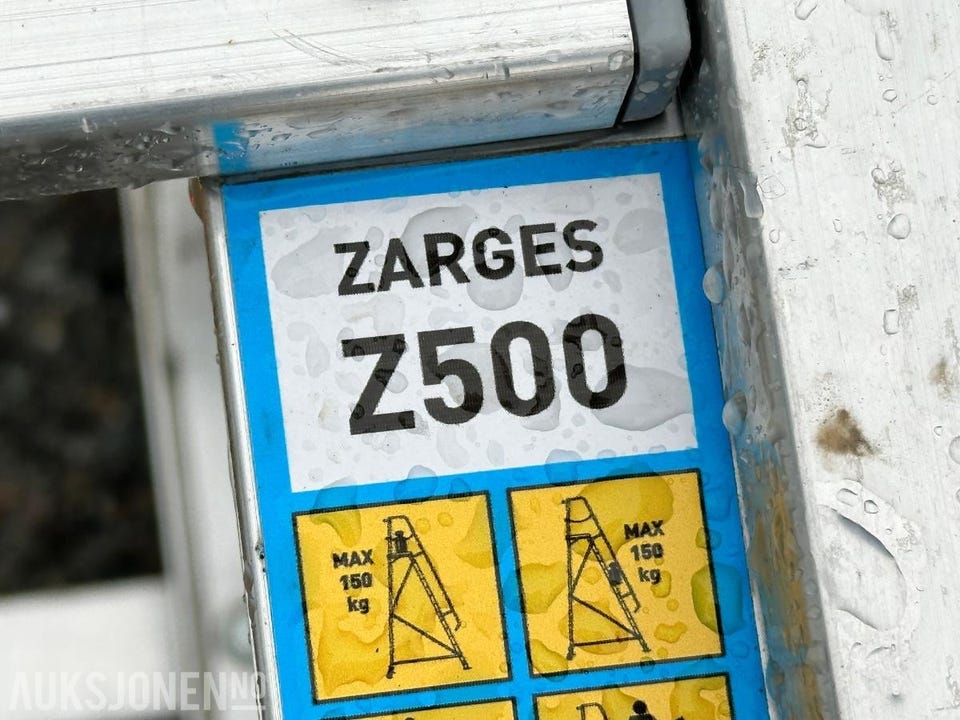 ZARGES
Z500
MAX
150
kg
MAX
150
kg
AUKSJONEN.NO